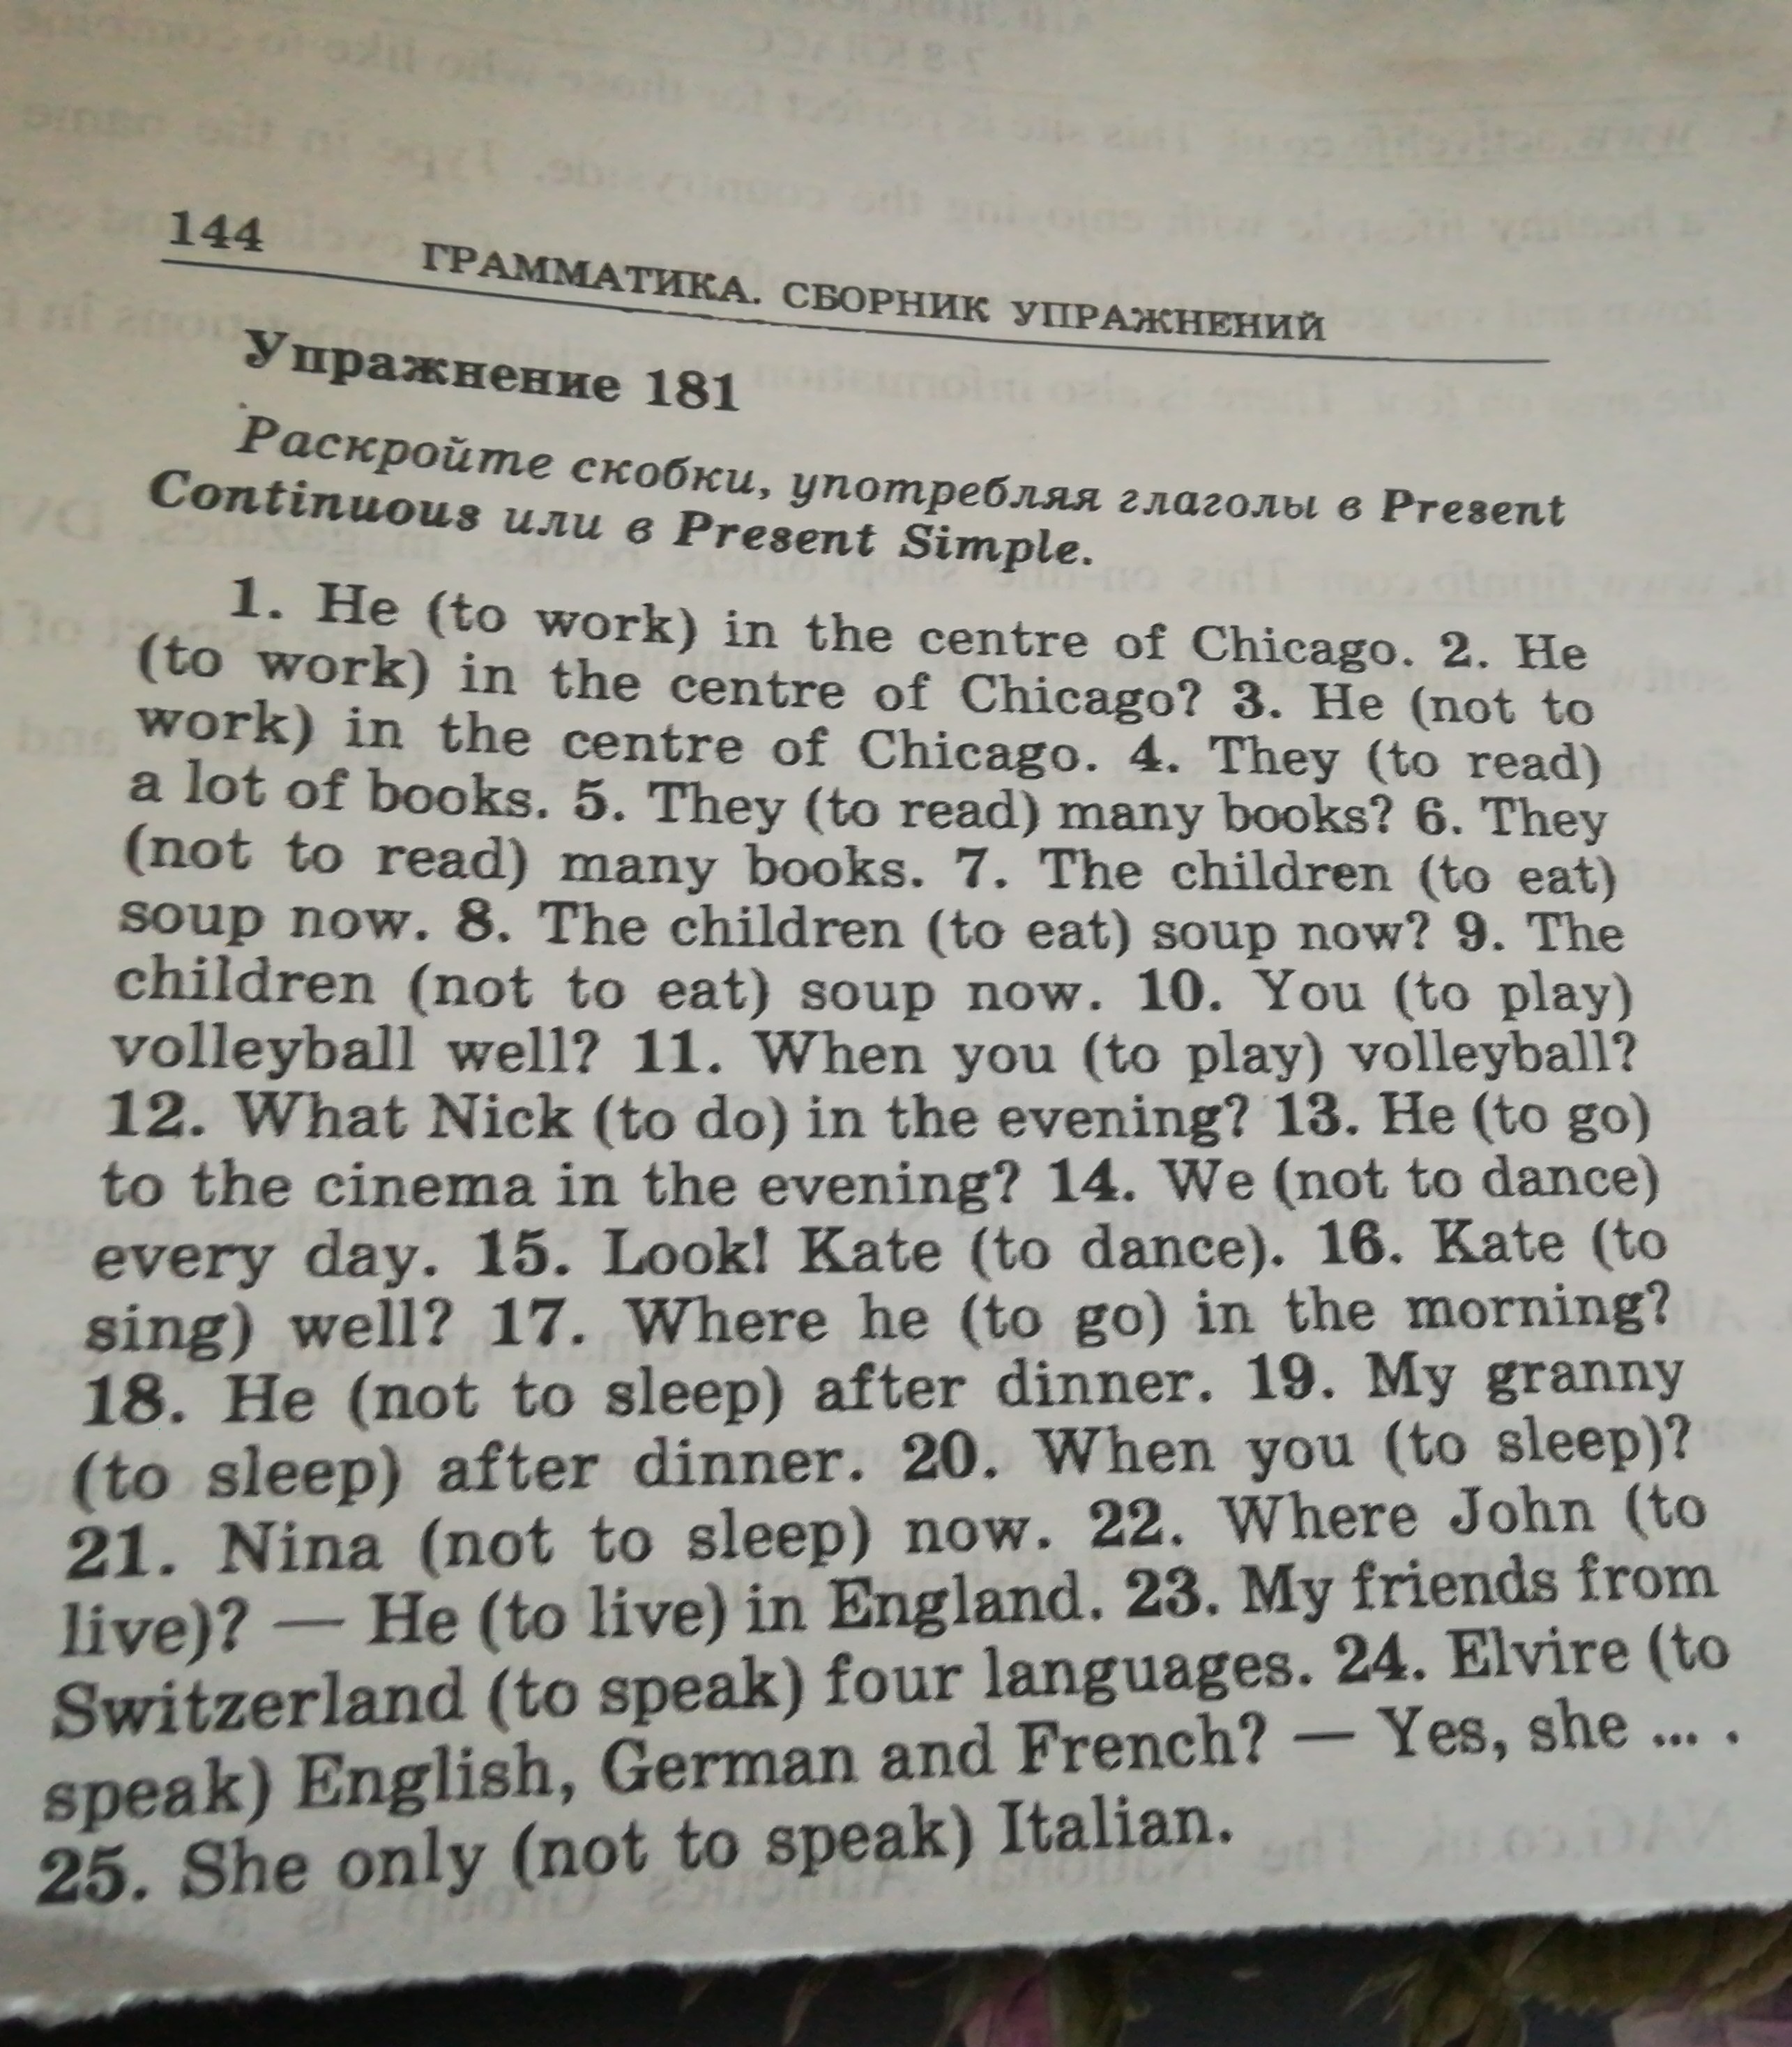 144
ГРАММАТИКА. СБОРНИК УПРАЖНЕНИЙ
Упражнение 181
Раскройте скобки, употребляя глаголы в Present
Continuous или в Present Simple.
1. He (to work) in the centre of Chicago. 2. He
(to work) in the centre of Chicago? 3. He (not to
work) in the centre of Chicago. 4. They (to read)
a lot of books. 5. They (to read) many books? 6. They
(not to read) many books. 7. The children (to eat)
soup now. 8. The children (to eat) soup now? 9. The
children (not to eat) soup now. 10. You (to play)
volleyball well? 11. When you (to play) volleyball?
12. What Nick (to do) in the evening? 13. He (to go)
to the cinema in the evening? 14. We (not to dance)
every day. 15. Look! Kate (to dance). 16. Kate (to
sing) well? 17. Where he (to go) in the morning?
18. He (not to sleep) after dinner. 19. My granny
(to sleep) after dinner. 20. When you (to sleep)?
21. Nina (not to sleep) now. 22. Where John (to
live)? — He (to live) in England. 23. My friends from
Switzerland (to speak) four languages. 24. Elvire (to
speak) English, German and French? — Yes, she ... .
25. She only (not to speak) Italian.